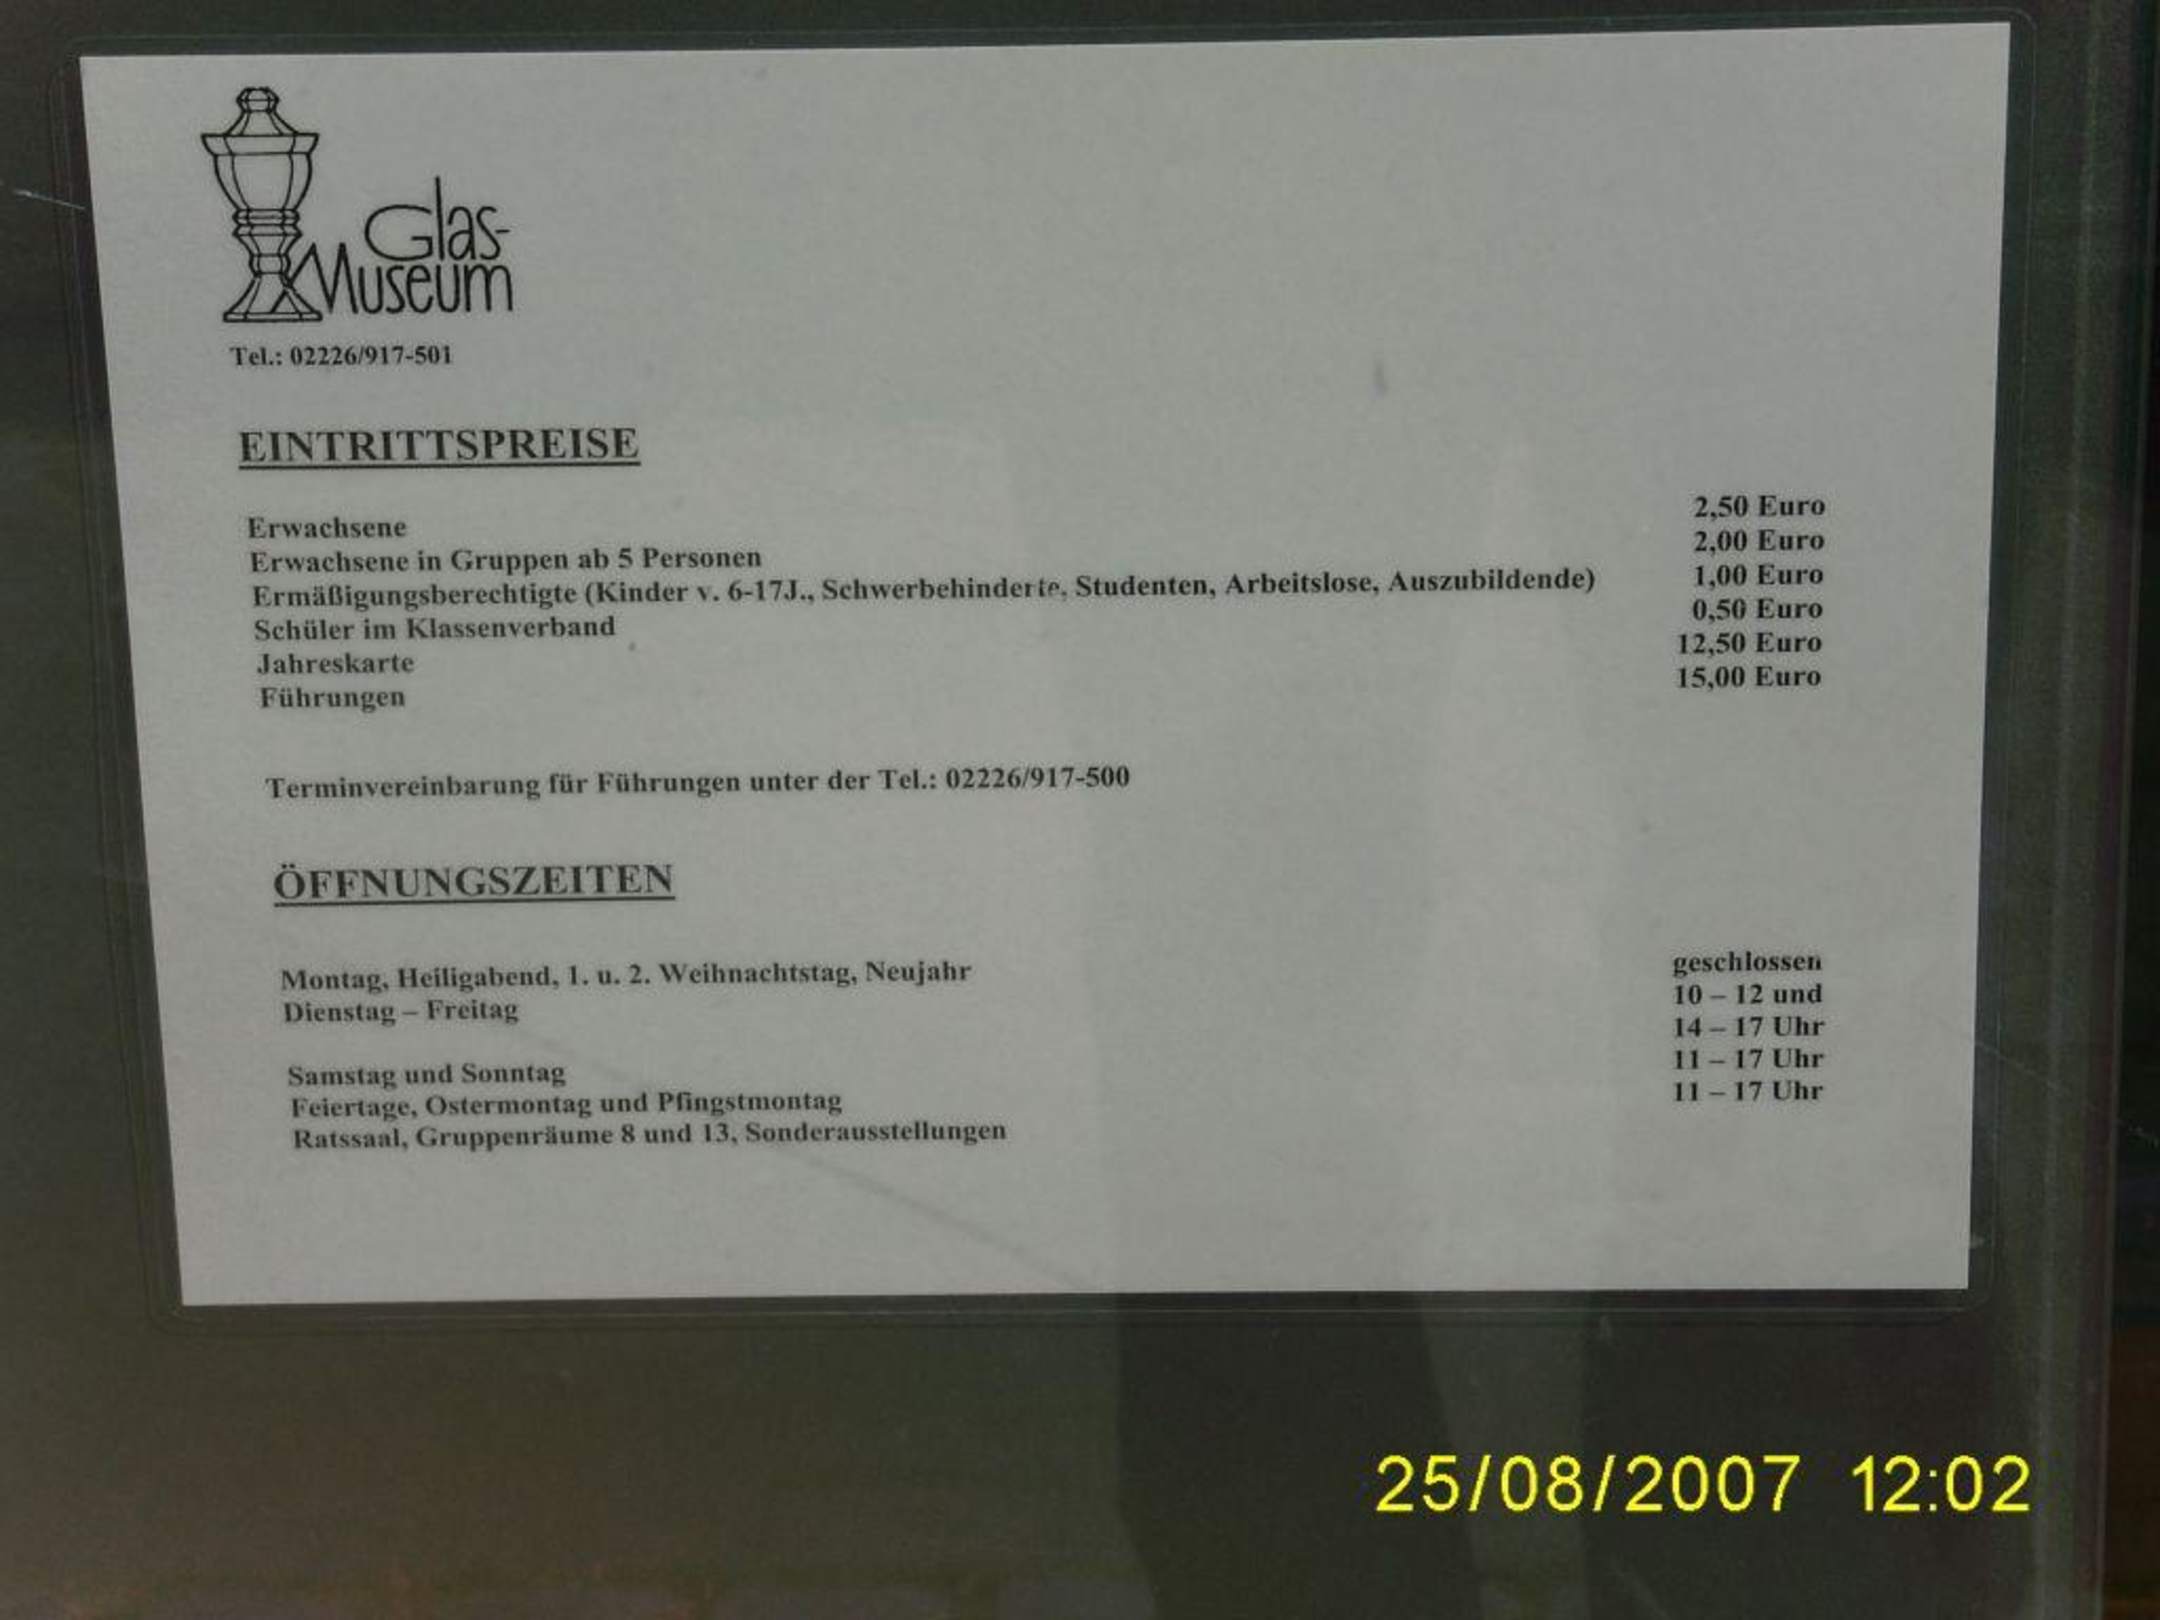 Glas-
Museum
Tel.: 02226/917-501
EINTRITTSPREISE
Erwachsene 2,50 Euro
Erwachsene in Gruppen ab 5 Personen 2,00 Euro
Ermäßigungsberechtigte (Kinder v. 6-17J., Schwerbehinderte, Studenten, Arbeitslose, Auszubildende) 1,00 Euro
Schüler im Klassenverband 0,50 Euro
Jahreskarte 12,50 Euro
Führungen 15,00 Euro
Terminvereinbarung für Führungen unter der Tel.: 02226/917-500
ÖFFNUNGSZEITEN
Montag, Heiligabend, 1. u. 2. Weihnachtstag, Neujahr geschlossen
Dienstag – Freitag 10 – 12 und
14 – 17 Uhr
Samstag und Sonntag 11 – 17 Uhr
Feiertage, Ostermontag und Pfingstmontag 11 – 17 Uhr
Ratssaal, Gruppenräume 8 und 13, Sonderausstellungen
25/08/2007 12:02